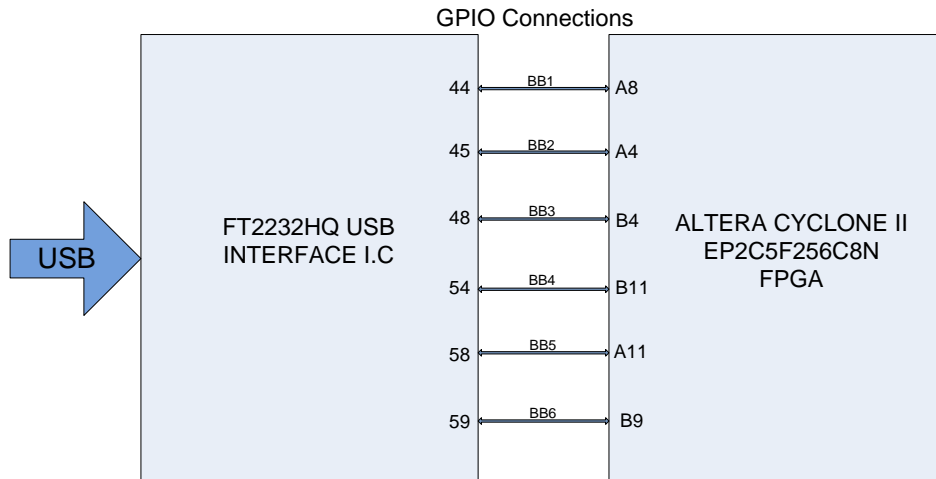 GPIO Connections
44 BB1 A8
45 BB2 A4
48 BB3 B4
FT2232HQ USB
INTERFACE I.C
ALTERA CYCLONE II
EP2C5F256C8N
FPGA
USB
54 BB4 B11
58 BB5 A11
59 BB6 B9